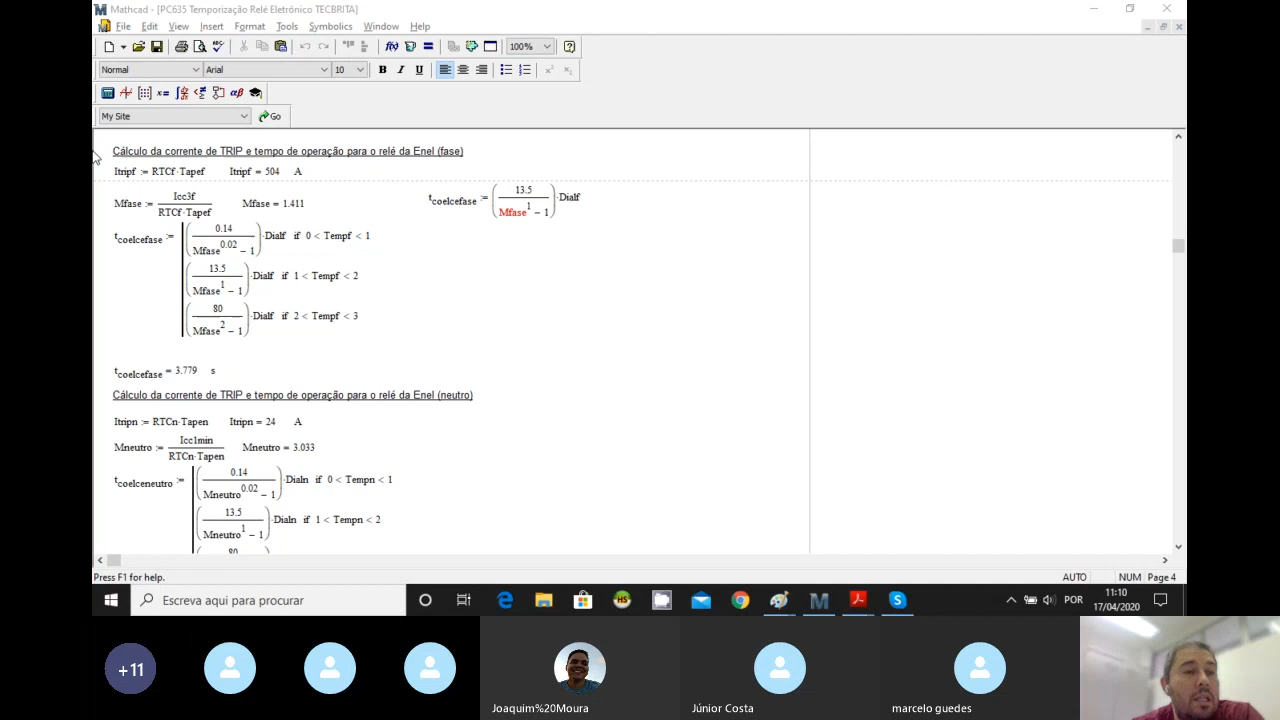 Mathcad - [PC635 Temporização Relé Eletrônico TECBRITA]
File Edit View Insert Format Tools Symbolics Window Help
100%
Normal Arial 10 B I U
My Site Go
Cálculo da corrente de TRIP e tempo de operação para o relé da Enel (fase)
Itripf := RTCf·Tapef Itripf = 504 A
Mfase := Icc3f / RTCf·Tapef Mfase = 1.411
t coelcefase := (13.5 / Mfase^1 − 1)·Dialf
t coelcefase := (0.14 / Mfase^0.02 − 1)·Dialf if 0 < Tempf < 1
(13.5 / Mfase^1 − 1)·Dialf if 1 < Tempf < 2
(80 / Mfase^2 − 1)·Dialf if 2 < Tempf < 3
t coelcefase = 3.779 s
Cálculo da corrente de TRIP e tempo de operação para o relé da Enel (neutro)
Itripn := RTCn·Tapen Itripn = 24 A
Mneutro := Icc1min / RTCn·Tapen Mneutro = 3.033
t coelceneutro := (0.14 / Mneutro^0.02 − 1)·Dialn if 0 < Tempn < 1
(13.5 / Mneutro^1 − 1)·Dialn if 1 < Tempn < 2
80
Press F1 for help. AUTO NUM Page 4
Escreva aqui para procurar
POR
11:10
17/04/2020
+11
Joaquim%20Moura
Júnior Costa
marcelo guedes